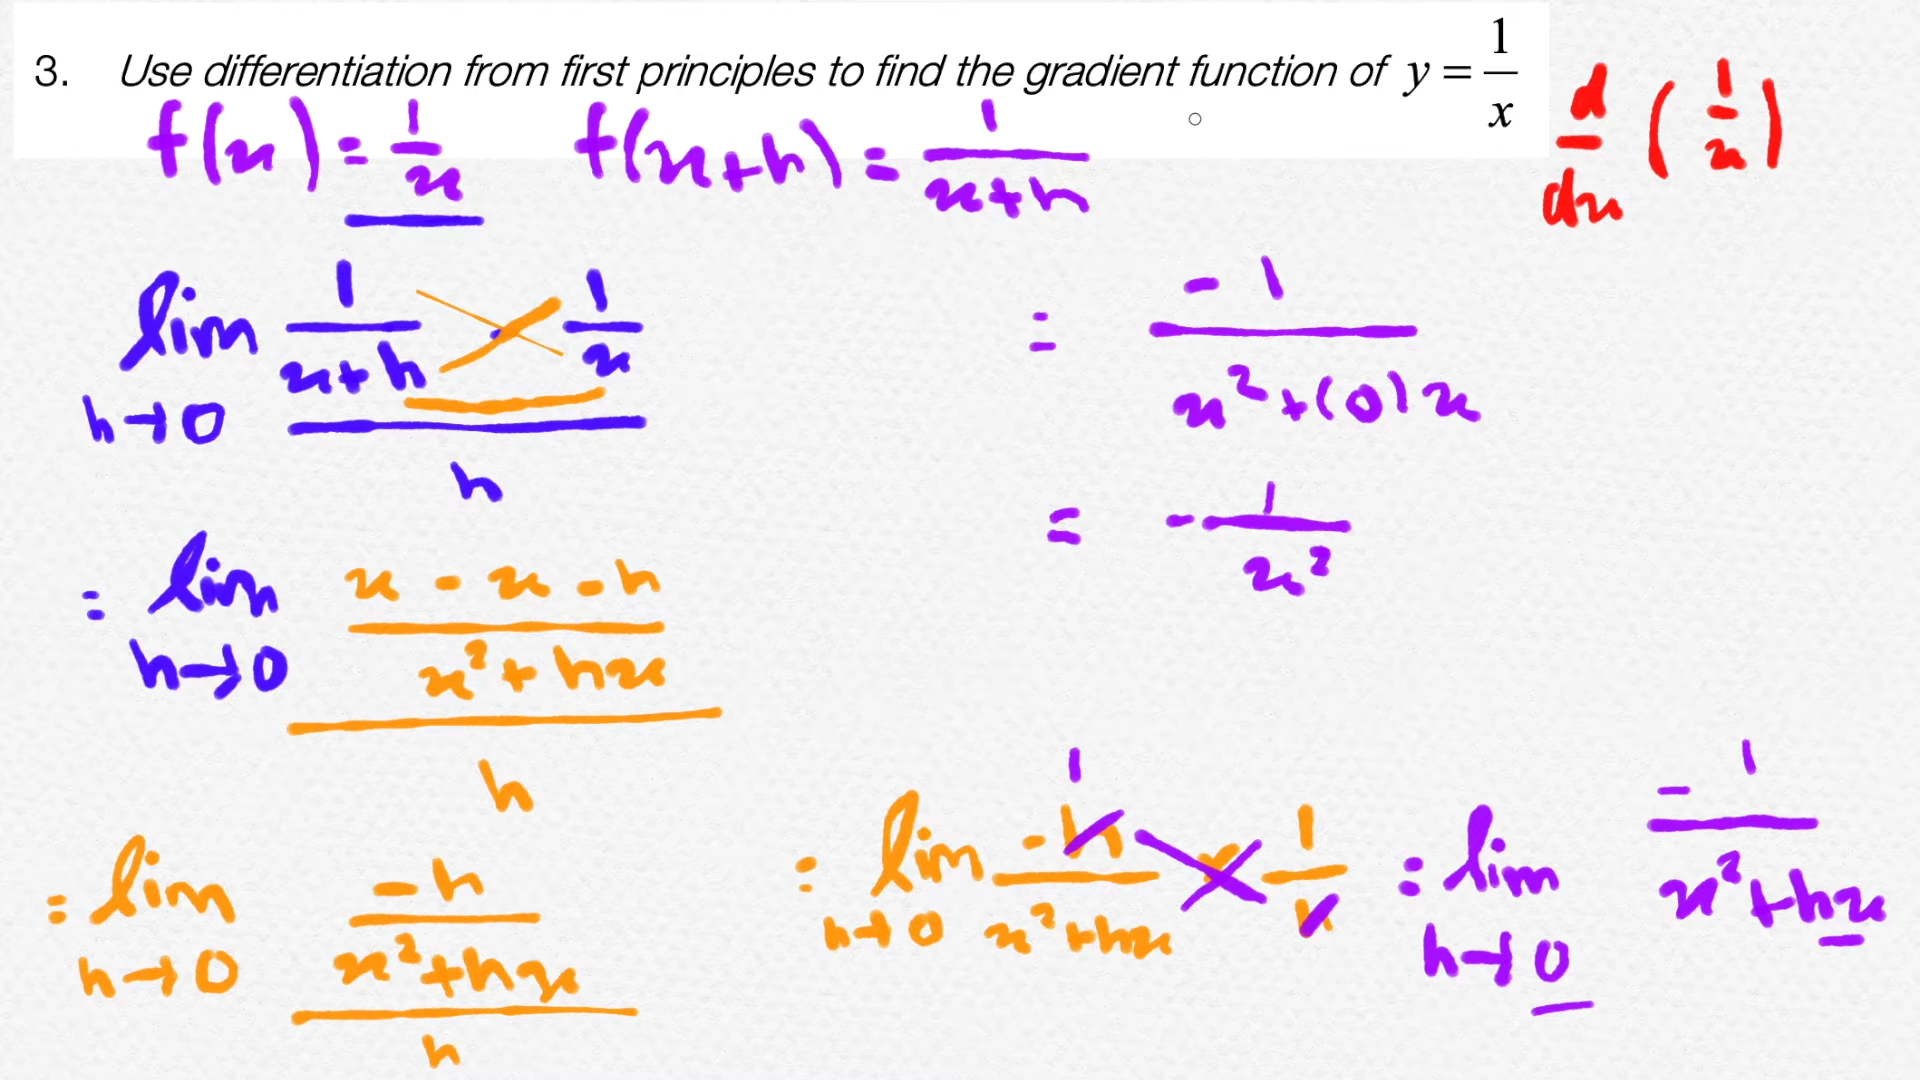 3. Use differentiation from first principles to find the gradient function of y = 1/x
f(x) = 1/x f(x+h) = 1/(x+h) d/dx (1/x)
lim h→0 (1/(x+h) - 1/x)/h
= lim h→0 ((x - x - h)/(x² + hx))/h
= lim h→0 (-h/(x² + hx))/h
= lim h→0 -h/(x² + hx) × 1/h = lim h→0 -1/(x² + hx)
= -1/(x² + (0)x)
= -1/x²